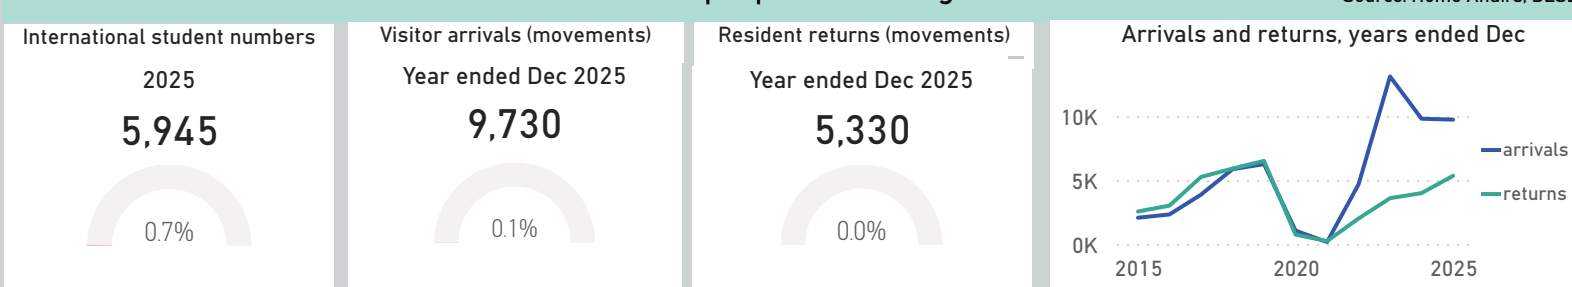 International student numbers
2025
5,945
0.7%
Visitor arrivals (movements)
Year ended Dec 2025
9,730
0.1%
Resident returns (movements)
Year ended Dec 2025
5,330
0.0%
Arrivals and returns, years ended Dec
10K
5K
0K
2015 2020 2025
arrivals
returns